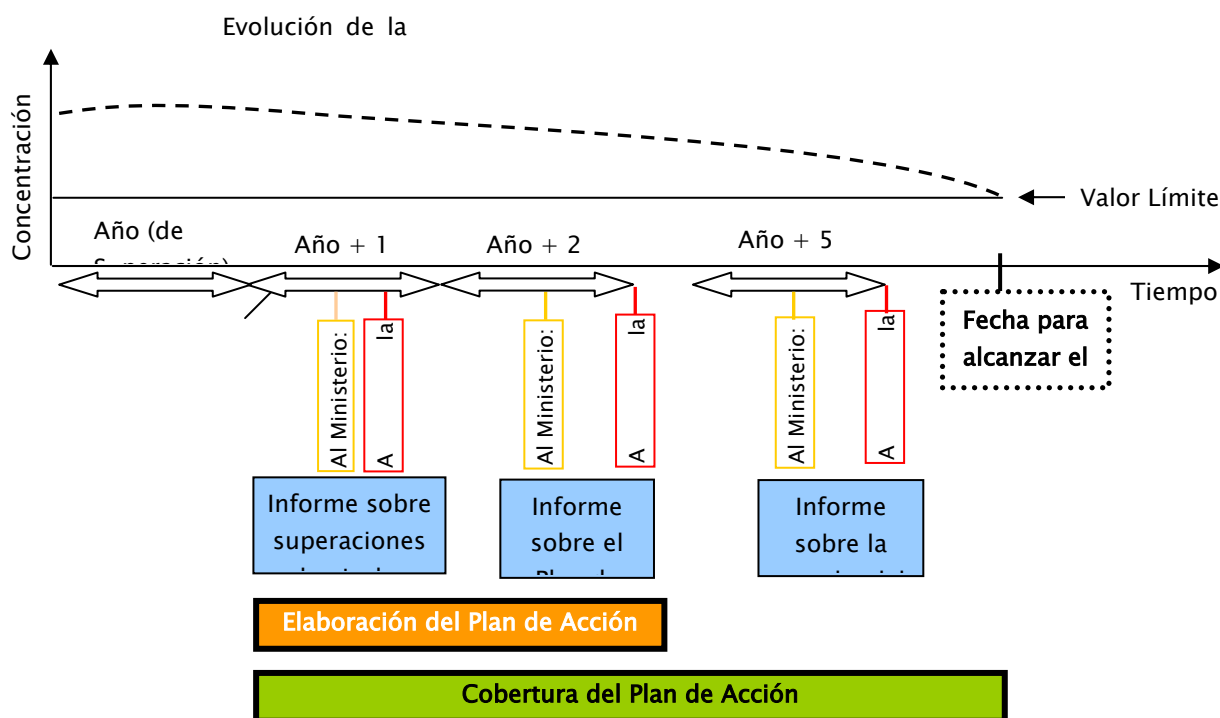 Evolución de la
Concentración
Valor Límite
Año (de
Año + 1
Año + 2
Año + 5
Tiempo
Fecha para
alcanzar el
Al Ministerio:
A la
Al Ministerio:
A la
Al Ministerio:
A la
Informe sobre
superaciones
Informe
sobre el
Informe
sobre la
Elaboración del Plan de Acción
Cobertura del Plan de Acción